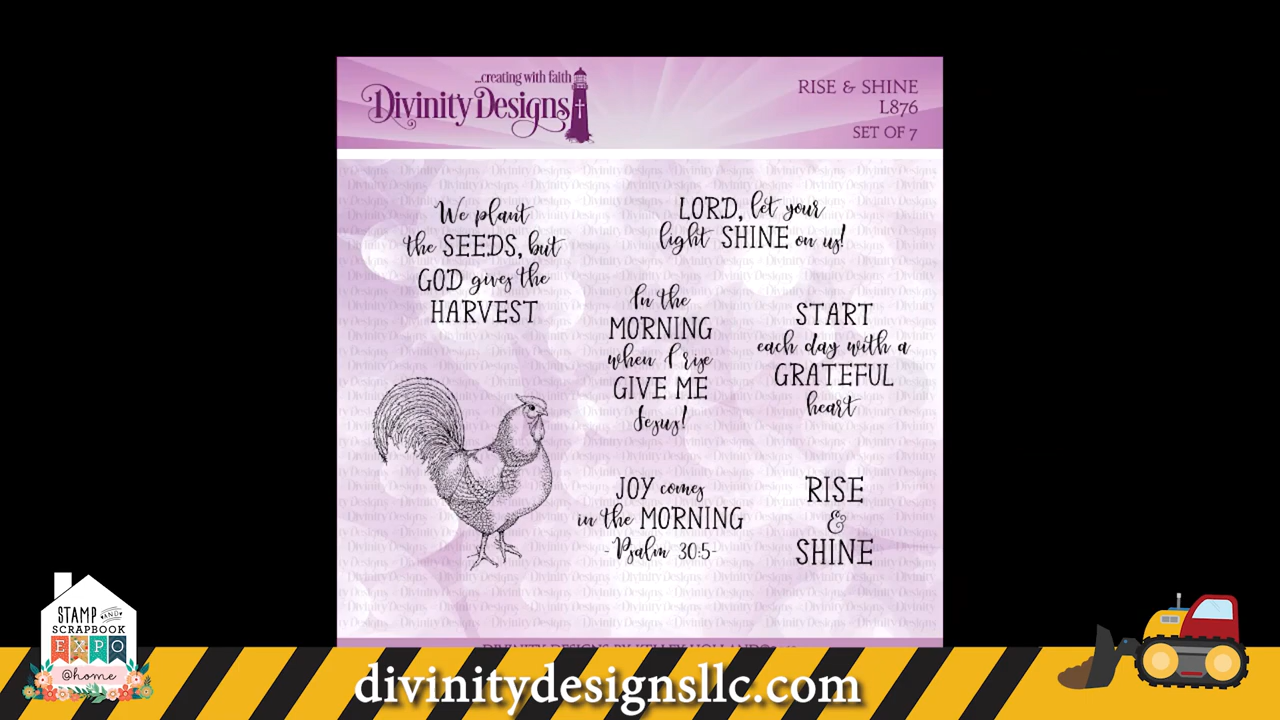 ...creating with faith
Divinity Designs
RISE & SHINE
L876
SET OF 7
We plant
the SEEDS, but
GOD gives the
HARVEST
LORD, let your
light SHINE on us!
In the
MORNING
when I rise
GIVE ME
Jesus!
START
each day with a
GRATEFUL
heart
JOY comes
in the MORNING
-Psalm 30:5-
RISE
&
SHINE
STAMP AND
SCRAPBOOK
EXPO
@home
divinitydesignsllc.com